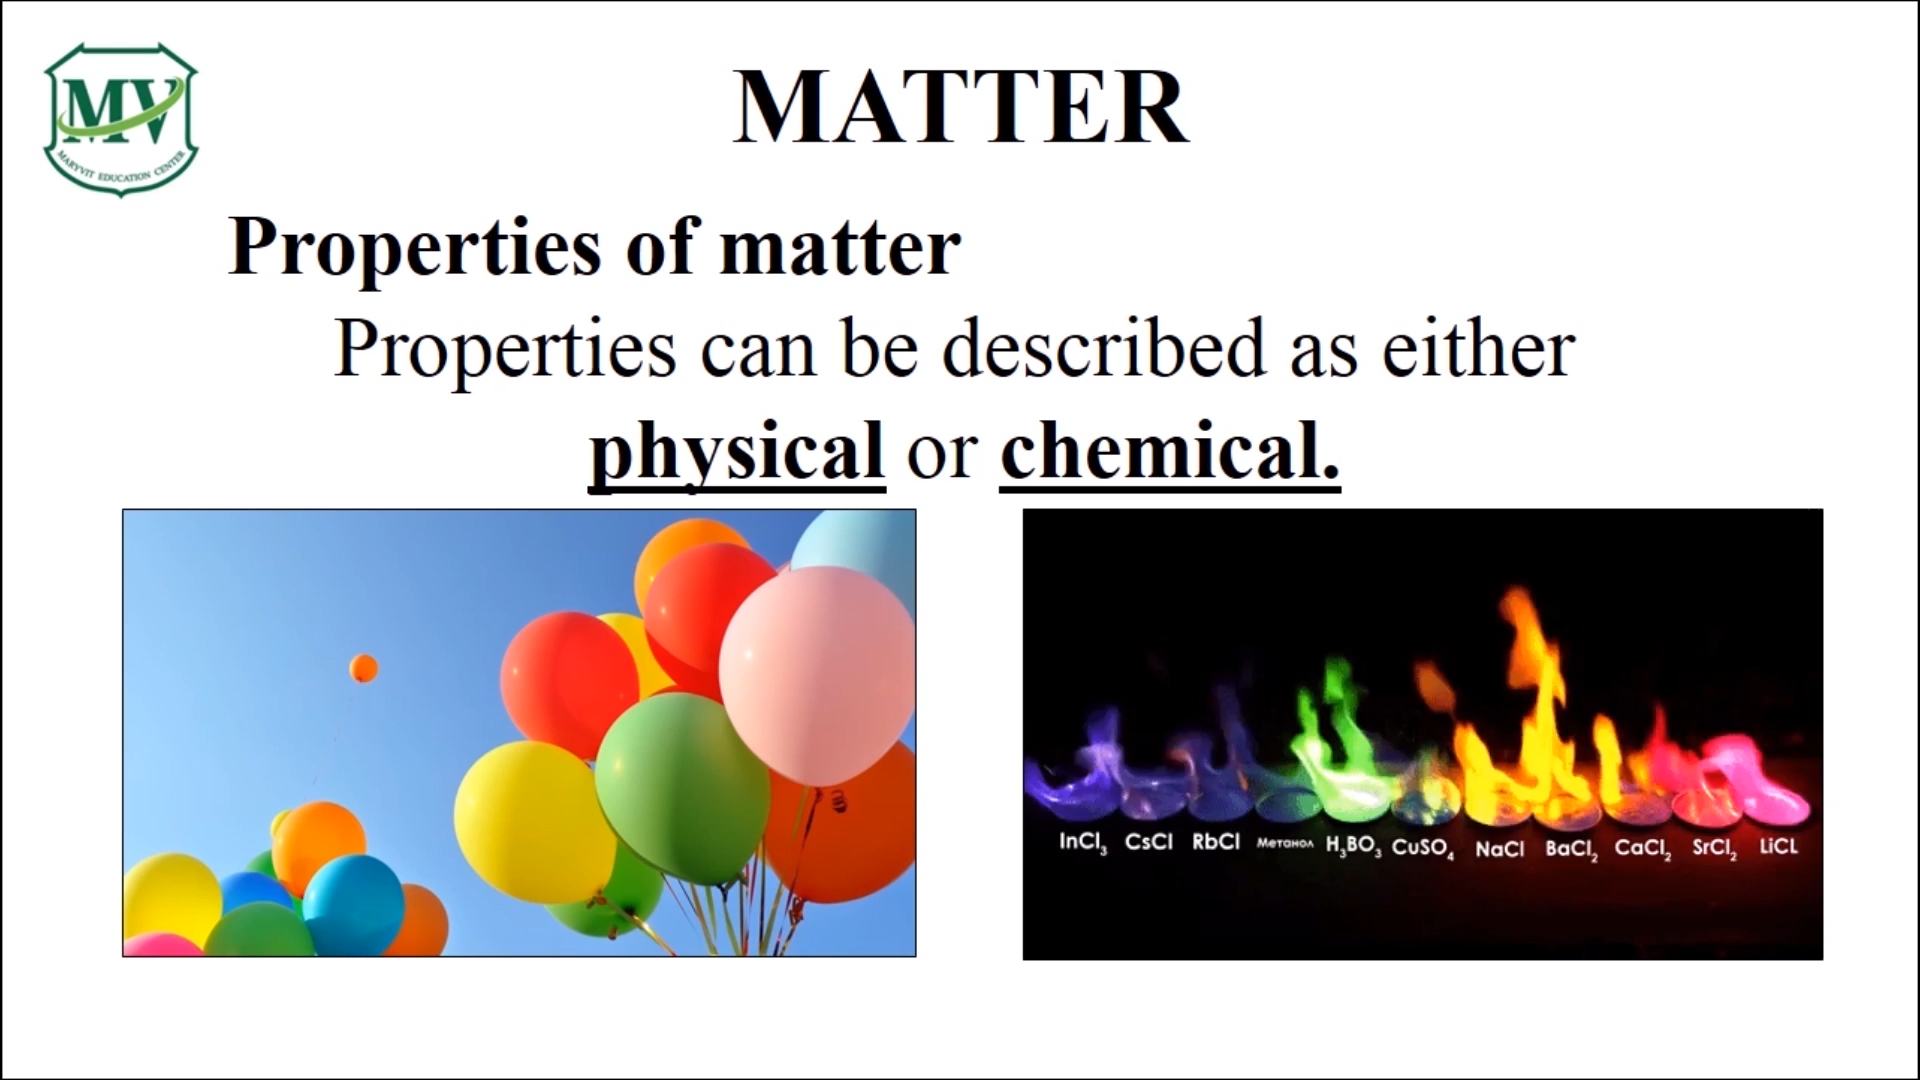 MV
MARYVIT EDUCATION CENTER
MATTER
Properties of matter
Properties can be described as either
physical or chemical.
InCl₃ CsCl RbCl Метанол H₃BO₃ CuSO₄ NaCl BaCl₂ CaCl₂ SrCl₂ LiCL